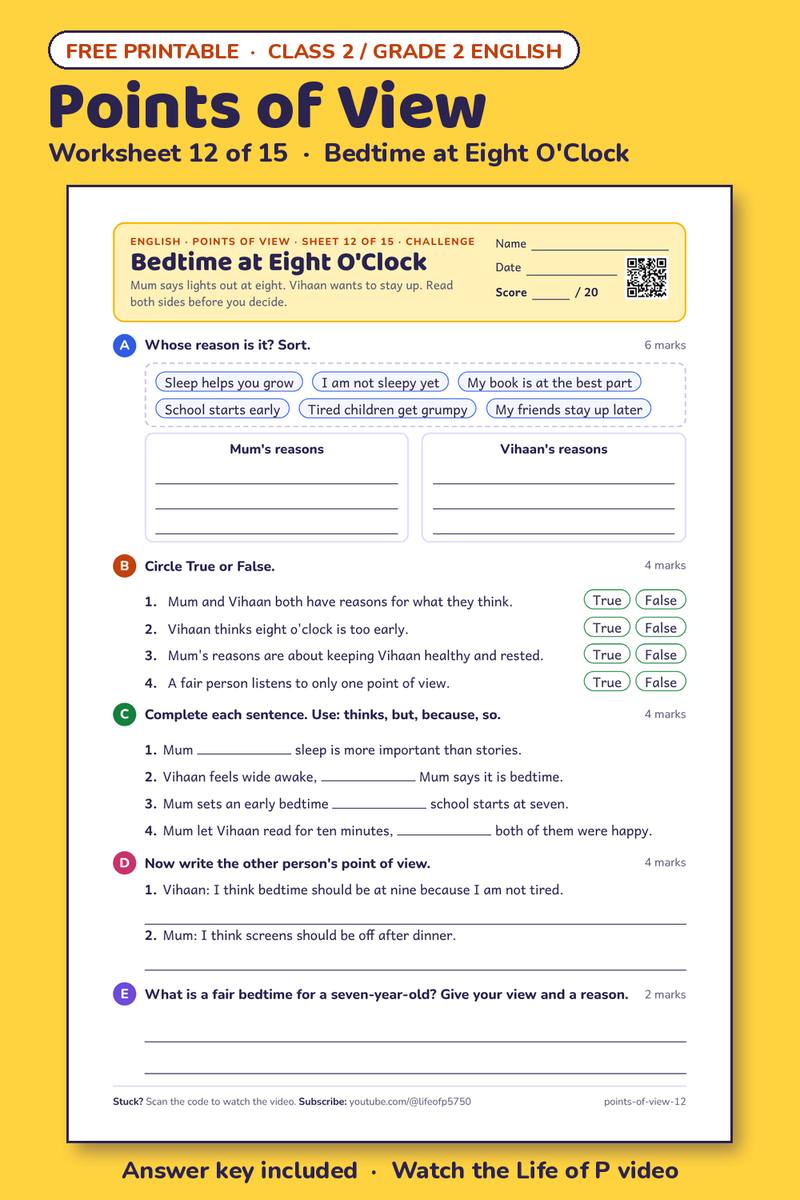 FREE PRINTABLE · CLASS 2 / GRADE 2 ENGLISH
Points of View
Worksheet 12 of 15 · Bedtime at Eight O'Clock
ENGLISH · POINTS OF VIEW · SHEET 12 OF 15 · CHALLENGE
Bedtime at Eight O'Clock
Mum says lights out at eight. Vihaan wants to stay up. Read
both sides before you decide.
Name
Date
Score / 20
A Whose reason is it? Sort. 6 marks
Sleep helps you grow I am not sleepy yet My book is at the best part
School starts early Tired children get grumpy My friends stay up later
Mum's reasons Vihaan's reasons
B Circle True or False. 4 marks
1. Mum and Vihaan both have reasons for what they think. True False
2. Vihaan thinks eight o'clock is too early. True False
3. Mum's reasons are about keeping Vihaan healthy and rested. True False
4. A fair person listens to only one point of view. True False
C Complete each sentence. Use: thinks, but, because, so. 4 marks
1. Mum ____________ sleep is more important than stories.
2. Vihaan feels wide awake, ____________ Mum says it is bedtime.
3. Mum sets an early bedtime ____________ school starts at seven.
4. Mum let Vihaan read for ten minutes, ____________ both of them were happy.
D Now write the other person's point of view. 4 marks
1. Vihaan: I think bedtime should be at nine because I am not tired.
2. Mum: I think screens should be off after dinner.
E What is a fair bedtime for a seven-year-old? Give your view and a reason. 2 marks
Stuck? Scan the code to watch the video. Subscribe: youtube.com/@lifeofp5750 points-of-view-12
Answer key included · Watch the Life of P video